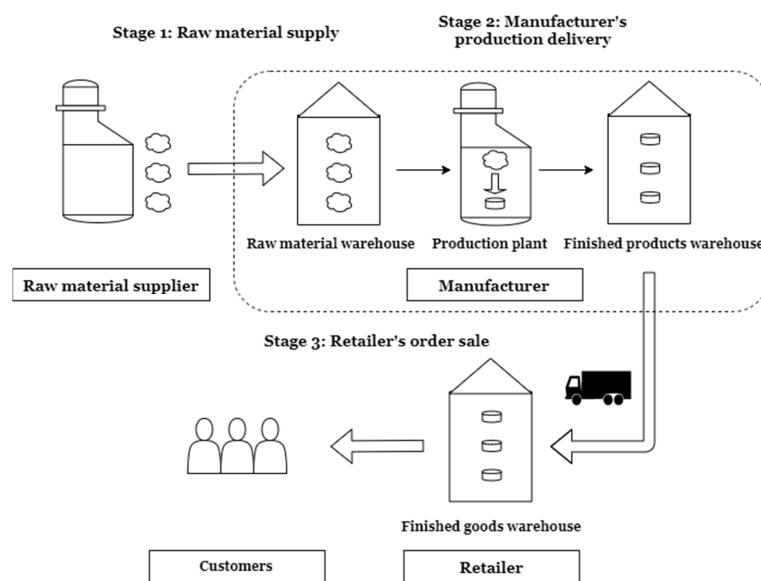 Stage 1: Raw material supply
Stage 2: Manufacturer's
production delivery
Raw material warehouse
Production plant
Finished products warehouse
Raw material supplier
Manufacturer
Stage 3: Retailer's order sale
Finished goods warehouse
Customers
Retailer